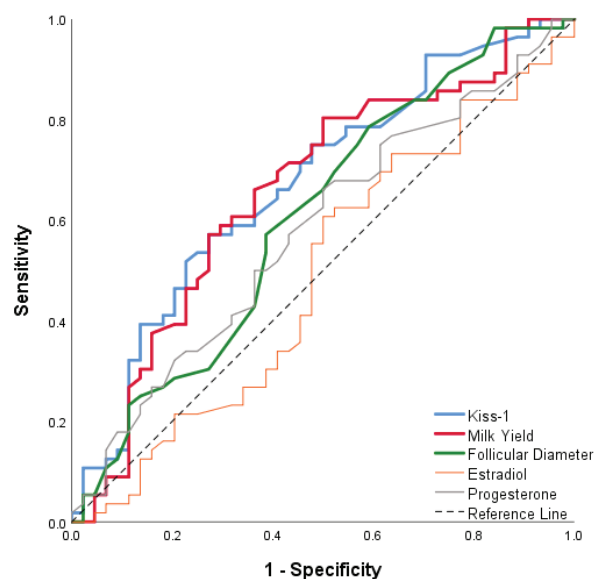 1.0
0.8
0.6
0.4
0.2
0.0
Sensitivity
0.0 0.2 0.4 0.6 0.8 1.0
1 - Specificity
Kiss-1
Milk Yield
Follicular Diameter
Estradiol
Progesterone
Reference Line